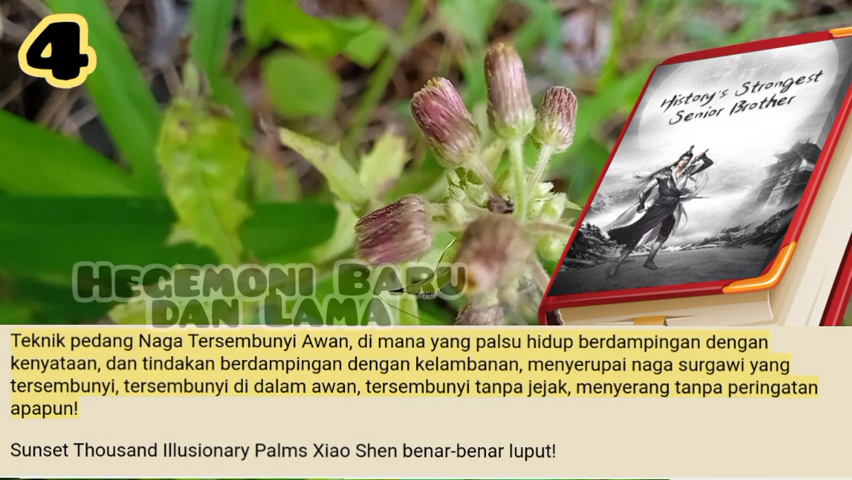 4
History's Strongest
Senior Brother
Hegemoni Baru
dan Lama
Teknik pedang Naga Tersembunyi Awan, di mana yang palsu hidup berdampingan dengan
kenyataan, dan tindakan berdampingan dengan kelambanan, menyerupai naga surgawi yang
tersembunyi, tersembunyi di dalam awan, tersembunyi tanpa jejak, menyerang tanpa peringatan
apapun!
Sunset Thousand Illusionary Palms Xiao Shen benar-benar luput!